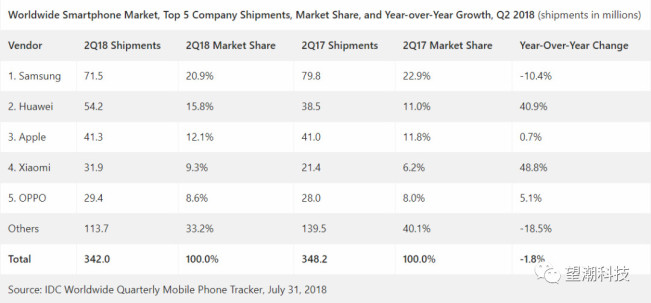 Worldwide Smartphone Market, Top 5 Company Shipments, Market Share, and Year-over-Year Growth, Q2 2018 (shipments in millions)
Vendor 2Q18 Shipments 2Q18 Market Share 2Q17 Shipments 2Q17 Market Share Year-Over-Year Change
1. Samsung 71.5 20.9% 79.8 22.9% -10.4%
2. Huawei 54.2 15.8% 38.5 11.0% 40.9%
3. Apple 41.3 12.1% 41.0 11.8% 0.7%
4. Xiaomi 31.9 9.3% 21.4 6.2% 48.8%
5. OPPO 29.4 8.6% 28.0 8.0% 5.1%
Others 113.7 33.2% 139.5 40.1% -18.5%
Total 342.0 100.0% 348.2 100.0% -1.8%
望潮科技
Source: IDC Worldwide Quarterly Mobile Phone Tracker, July 31, 2018